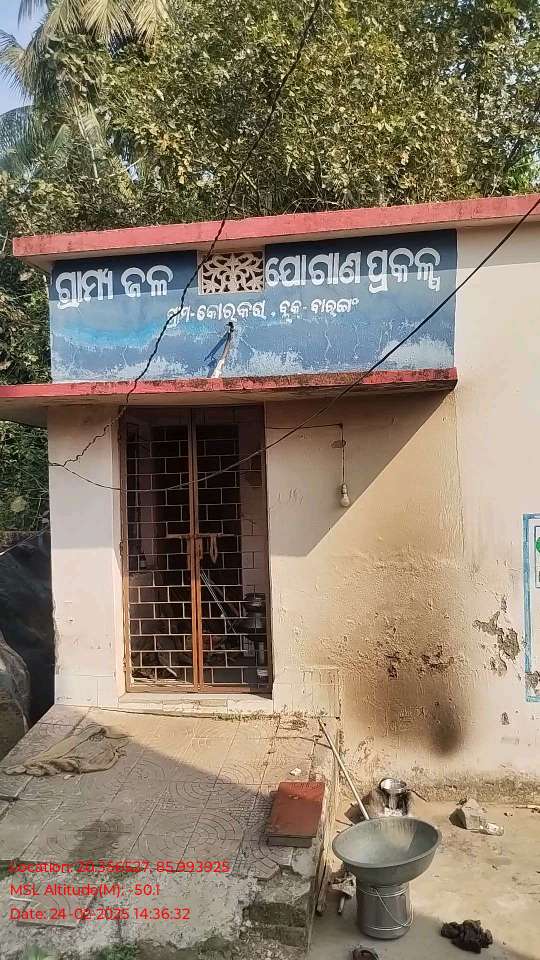 ଗ୍ରାମ୍ୟ ଜଳ ଯୋଗାଣ ପ୍ରକଳ୍ପ
ଗ୍ରାମ-କୋରକରା , ବ୍ଲକ୍- ବାରଙ୍ଗ
Location: 20.356527, 85.993925
MSL Altitude(M): -50.1
Date: 24-02-2025 14:36:32